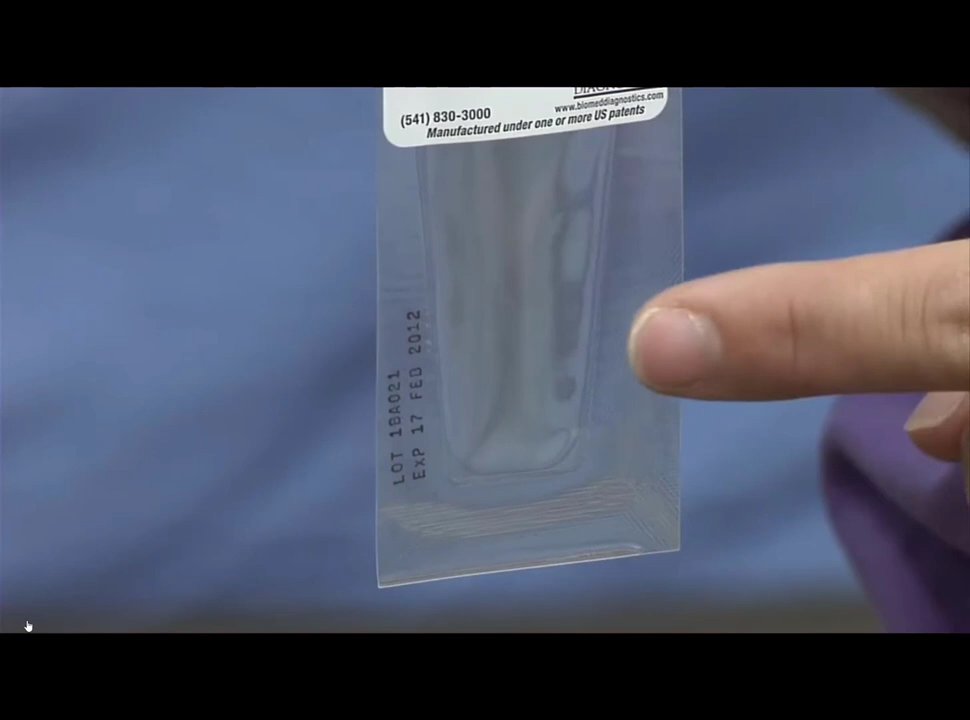 (541) 830-3000
www.biomeddiagnostics.com
Manufactured under one or more US patents
LOT 1BA021
EXP 17 FEB 2012